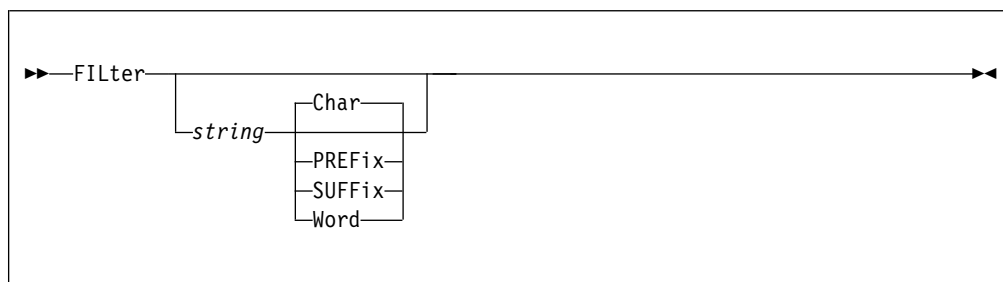 FILter
Char
string
PREFix
SUFFix
Word